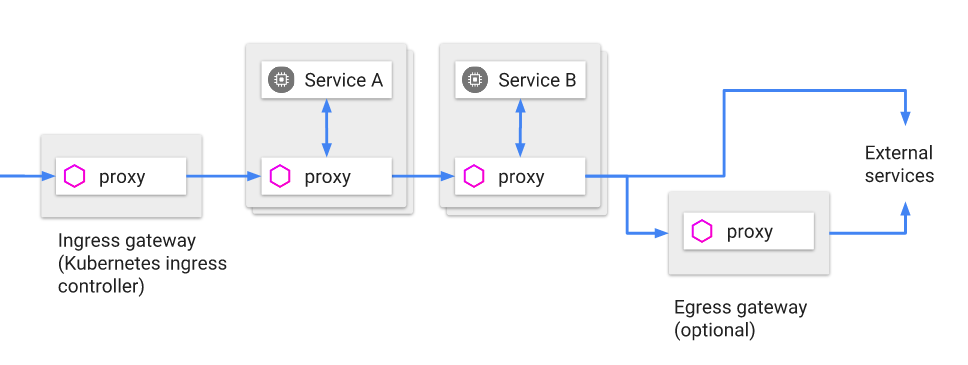 Service A
Service B
proxy
proxy
proxy
External
services
proxy
Ingress gateway
(Kubernetes ingress
controller)
Egress gateway
(optional)